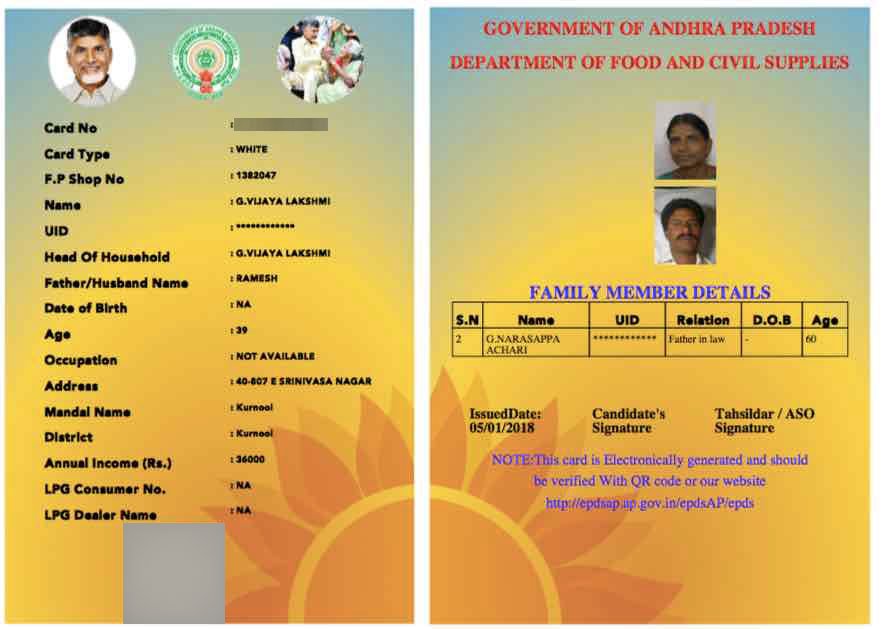 Card No :
Card Type : WHITE
F.P Shop No : 1382047
Name : G.VIJAYA LAKSHMI
UID : ************
Head Of Household : G.VIJAYA LAKSHMI
Father/Husband Name : RAMESH
Date of Birth : NA
Age : 39
Occupation : NOT AVAILABLE
Address : 40-807 E SRINIVASA NAGAR
Mandal Name : Kurnool
District : Kurnool
Annual Income (Rs.) : 36000
LPG Consumer No. : NA
LPG Dealer Name : NA
GOVERNMENT OF ANDHRA PRADESH
DEPARTMENT OF FOOD AND CIVIL SUPPLIES
FAMILY MEMBER DETAILS
S.N Name UID Relation D.O.B Age
2 G.NARASAPPA ************ Father in law - 60
ACHARI
IssuedDate: Candidate's Tahsildar / ASO
05/01/2018 Signature Signature
NOTE:This card is Electronically generated and should
be verified With QR code or our website
http://epdsap.ap.gov.in/epdsAP/epds